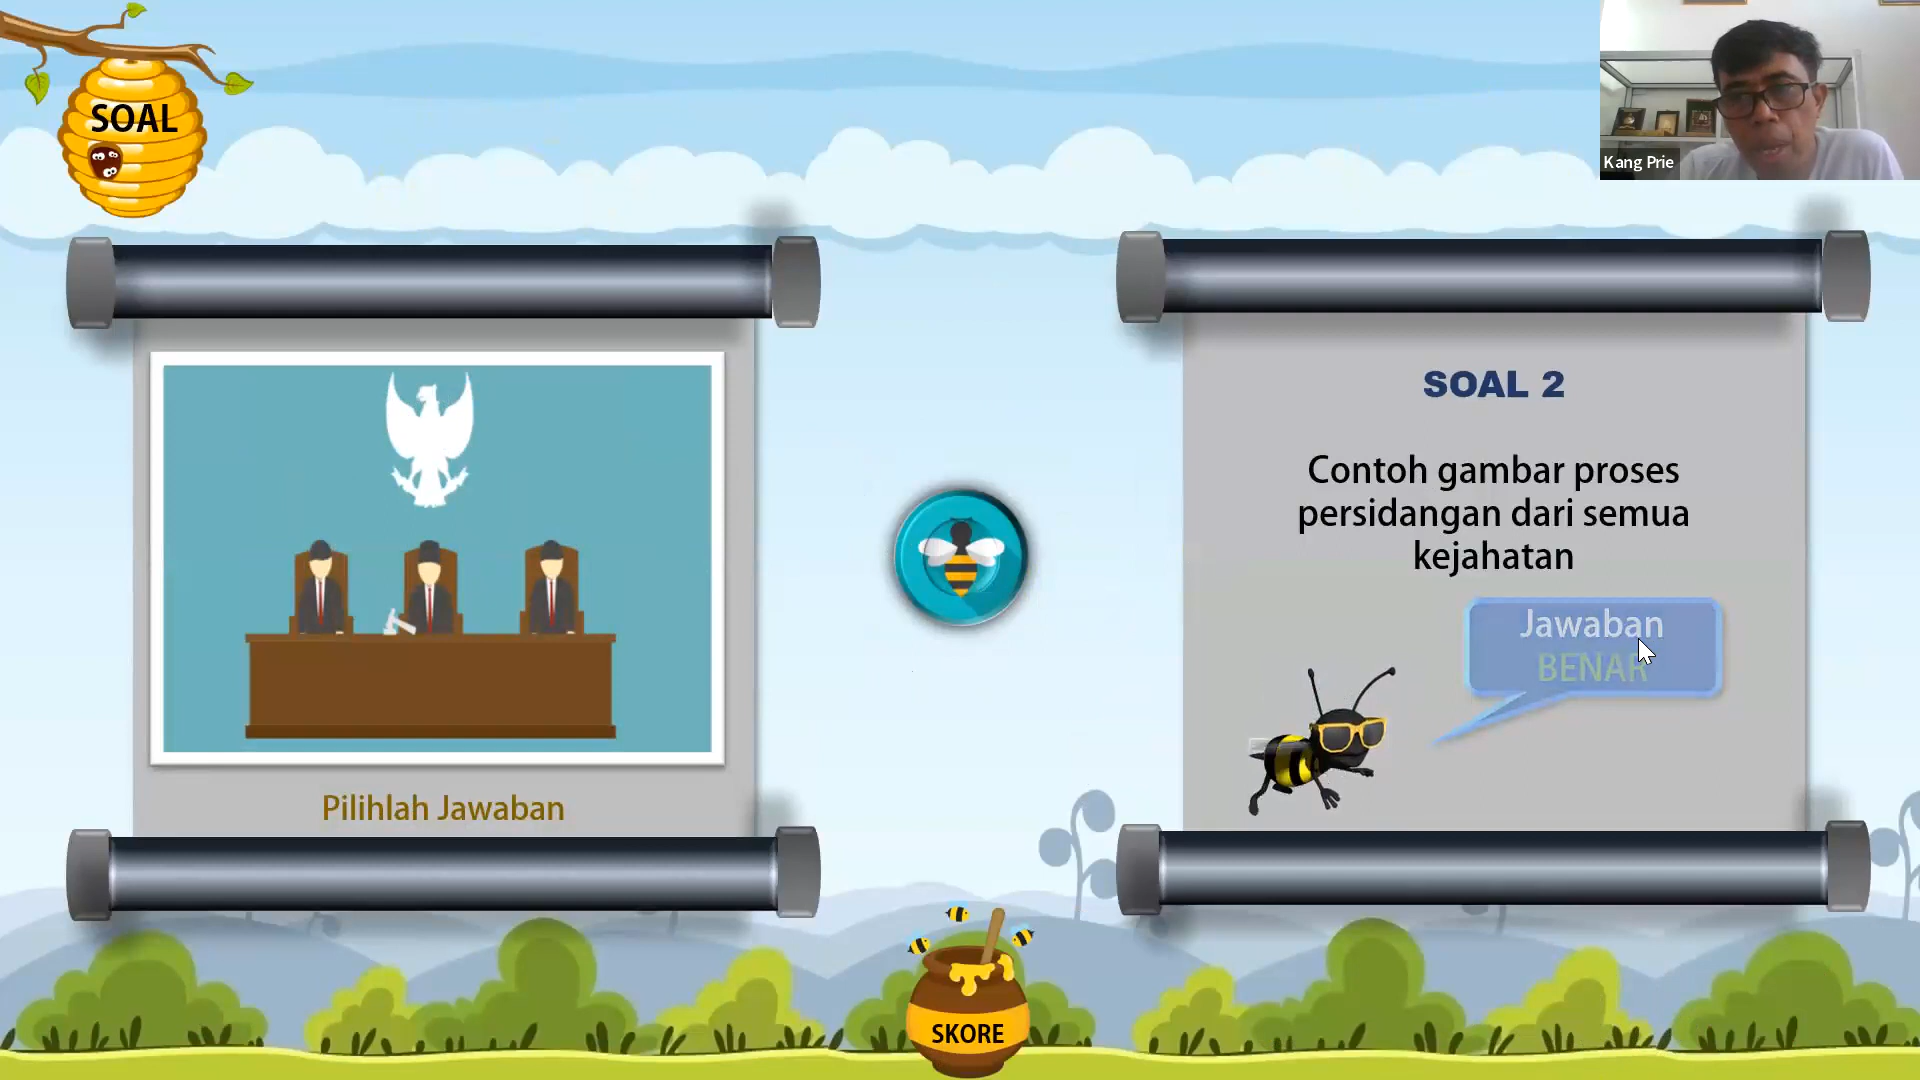 SOAL
Kang Prie
SOAL 2
Contoh gambar proses
persidangan dari semua
kejahatan
Jawaban
BENAR
Pilihlah Jawaban
SKORE